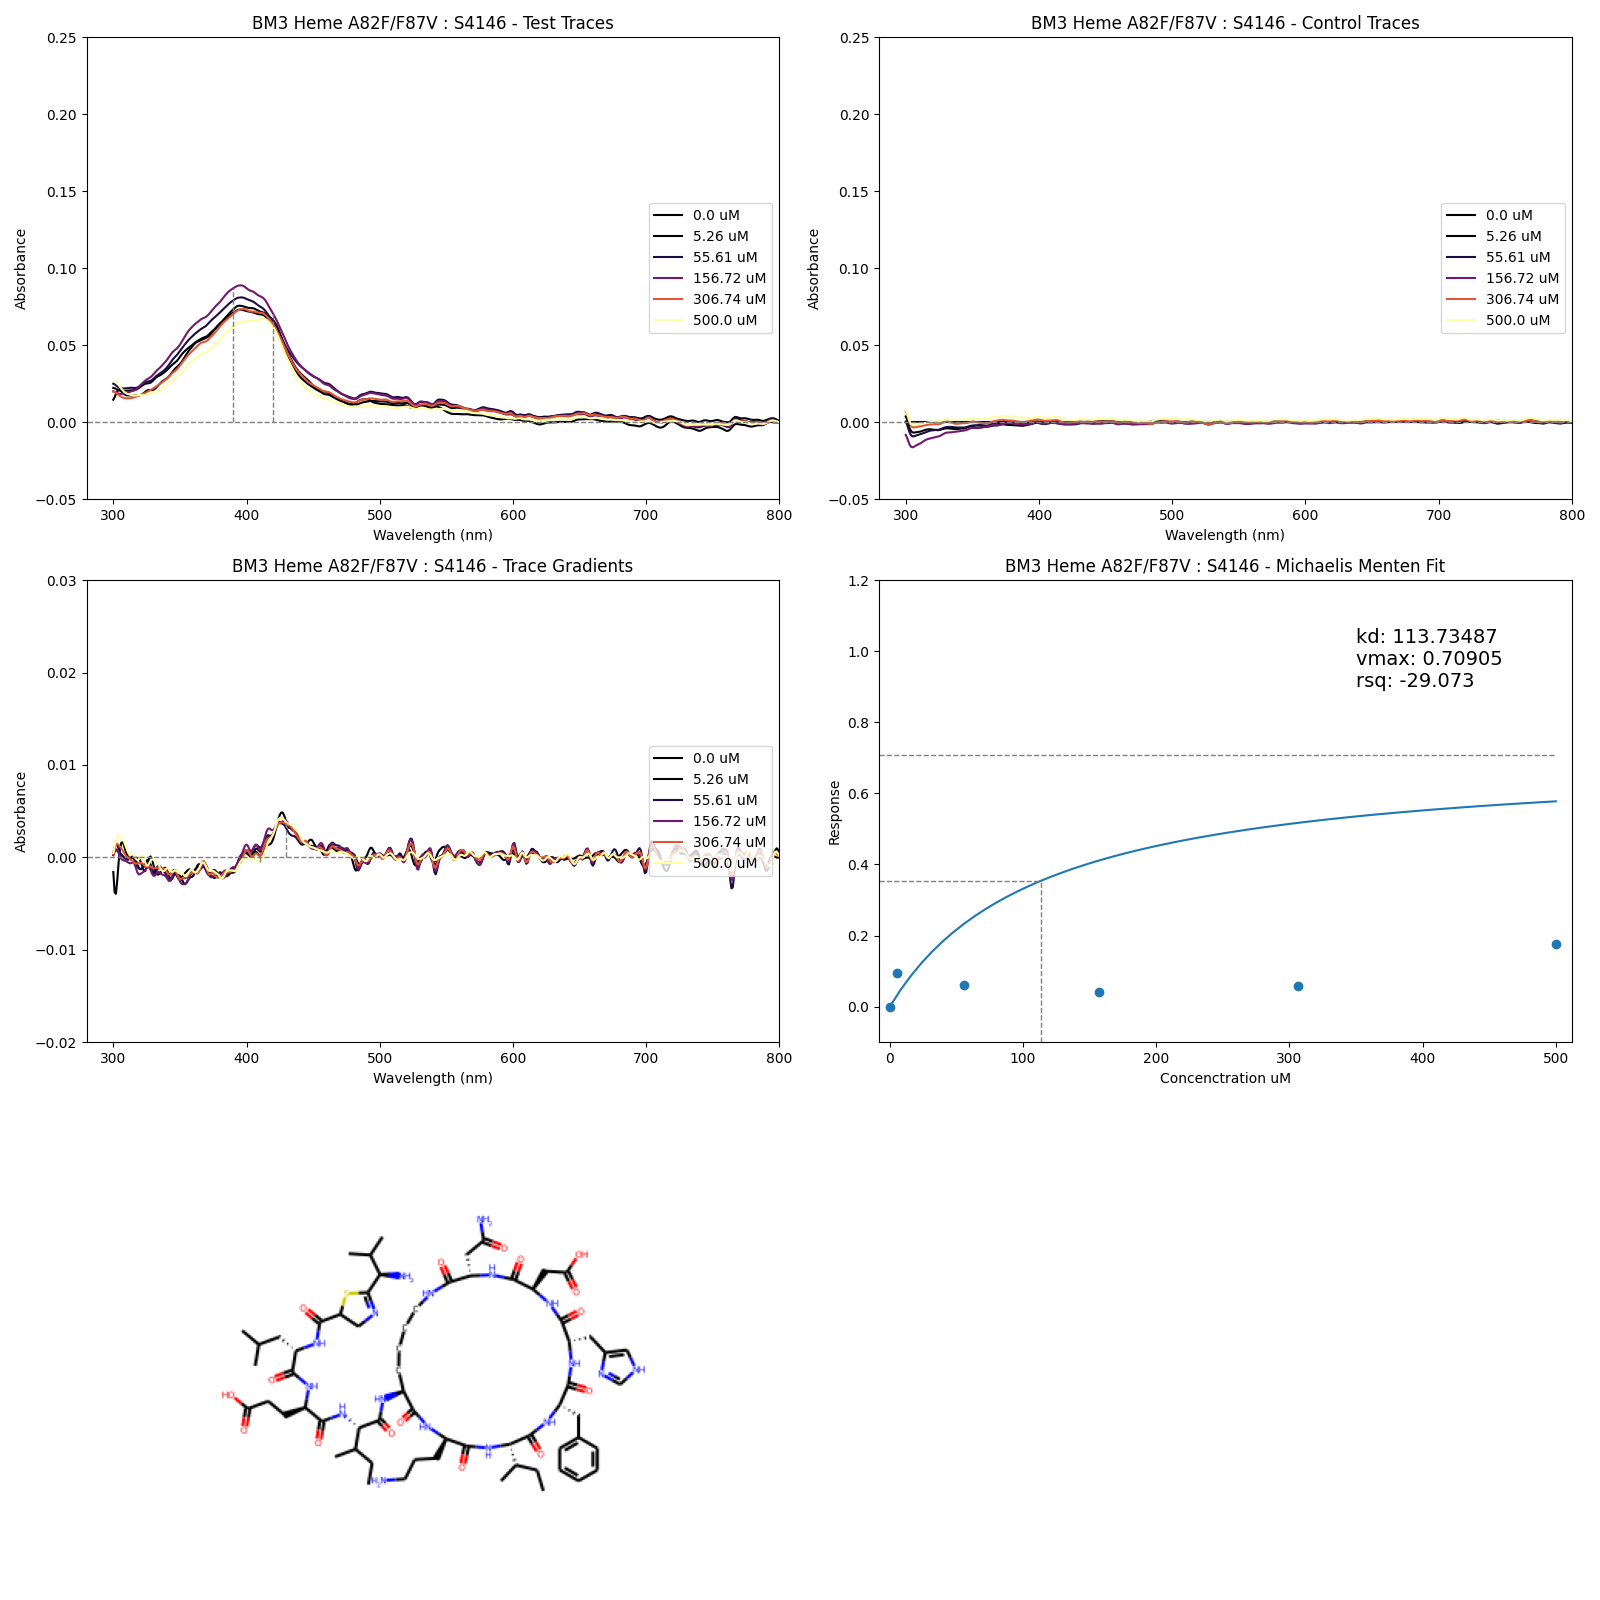 BM3 Heme A82F/F87V : S4146 - Test Traces
0.25
0.20
0.15
0.10
0.05
0.00
−0.05
Absorbance
300
400
500
600
700
800
Wavelength (nm)
0.0 uM
5.26 uM
55.61 uM
156.72 uM
306.74 uM
500.0 uM
BM3 Heme A82F/F87V : S4146 - Control Traces
0.25
0.20
0.15
0.10
0.05
0.00
−0.05
Absorbance
300
400
500
600
700
800
Wavelength (nm)
0.0 uM
5.26 uM
55.61 uM
156.72 uM
306.74 uM
500.0 uM
BM3 Heme A82F/F87V : S4146 - Trace Gradients
0.03
0.02
0.01
0.00
−0.01
−0.02
Absorbance
300
400
500
600
700
800
Wavelength (nm)
0.0 uM
5.26 uM
55.61 uM
156.72 uM
306.74 uM
500.0 uM
BM3 Heme A82F/F87V : S4146 - Michaelis Menten Fit
1.2
1.0
0.8
0.6
0.4
0.2
0.0
Response
kd: 113.73487
vmax: 0.70905
rsq: -29.073
0
100
200
300
400
500
Concenctration uM